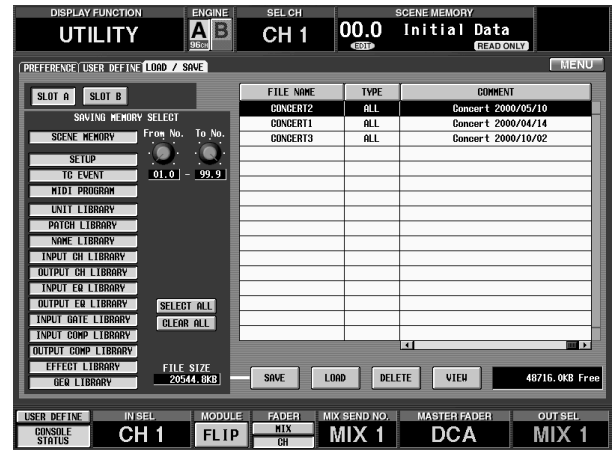 DISPLAY FUNCTION ENGINE SEL CH SCENE MEMORY
UTILITY A B CH 1 00.0 Initial Data
96CH EDIT READ ONLY
PREFERENCE USER DEFINE LOAD / SAVE MENU
SLOT A SLOT B
SAVING MEMORY SELECT
SCENE MEMORY From No. To No.
SETUP
TC EVENT 01.0 - 99.9
MIDI PROGRAM
UNIT LIBRARY
PATCH LIBRARY
NAME LIBRARY
INPUT CH LIBRARY
OUTPUT CH LIBRARY
INPUT EQ LIBRARY
OUTPUT EQ LIBRARY SELECT ALL
INPUT GATE LIBRARY CLEAR ALL
INPUT COMP LIBRARY
OUTPUT COMP LIBRARY
EFFECT LIBRARY FILE SIZE
GEQ LIBRARY 20544.8KB
FILE NAME TYPE COMMENT
CONCERT2 ALL Concert 2000/05/10
CONCERT1 ALL Concert 2000/04/14
CONCERT3 ALL Concert 2000/10/02
SAVE LOAD DELETE VIEW 48716.0KB Free
USER DEFINE IN SEL MODULE FADER MIX SEND NO. MASTER FADER OUT SEL
CONSOLE STATUS CH 1 FLIP MIX CH MIX 1 DCA MIX 1